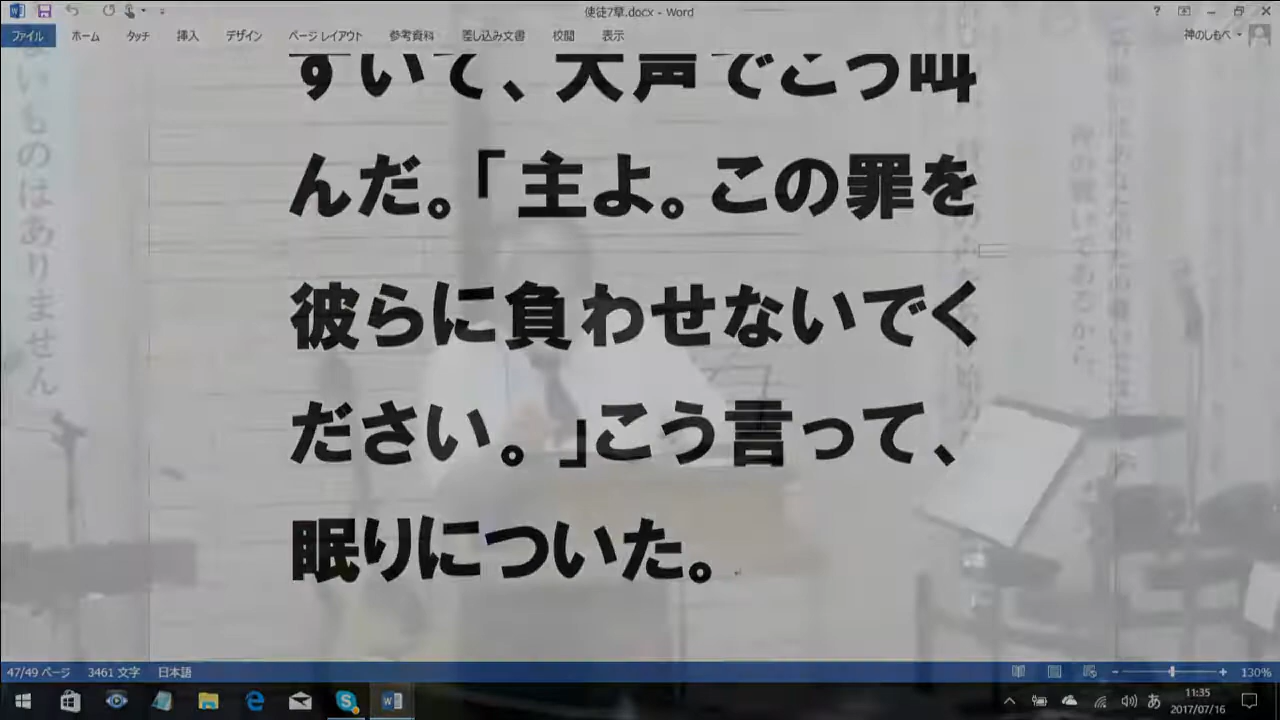 使徒7章.docx - Word
ファイル ホーム タッチ 挿入 デザイン ページ レイアウト 参考資料 差し込み文書 校閲 表示 神のしもべ
ずいて、大声でこう叫
んだ。「主よ。この罪を
彼らに負わせないでく
ださい。」こう言って、
眠りについた。
いものはありません
47/49 ページ 3461 文字 日本語 130%
あ 11:35
2017/07/16